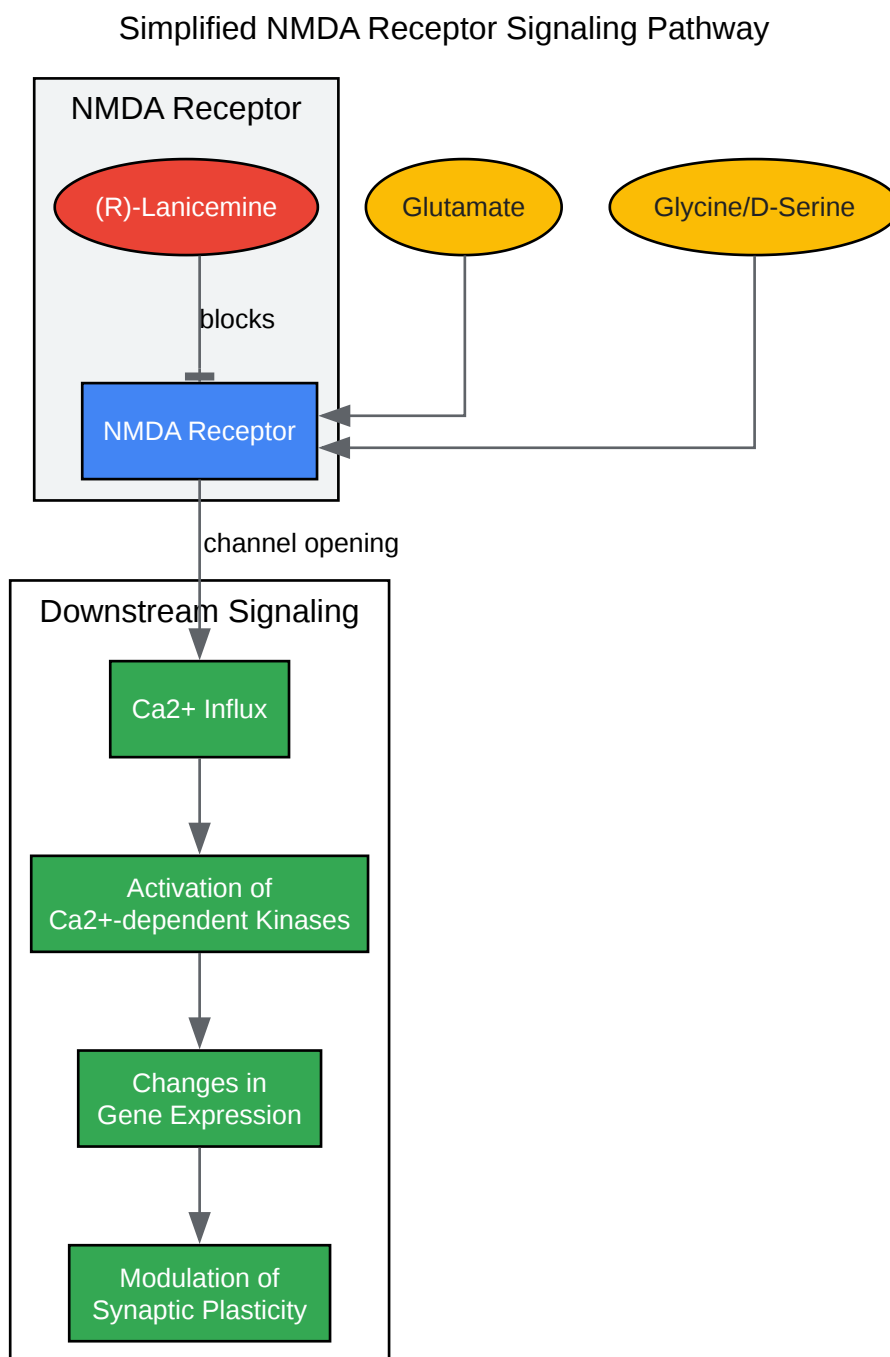 Simplified NMDA Receptor Signaling Pathway
NMDA Receptor
(R)-Lanicemine
Glutamate
Glycine/D-Serine
blocks
NMDA Receptor
channel opening
Downstream Signaling
Ca2+ Influx
Activation of
Ca2+-dependent Kinases
Changes in
Gene Expression
Modulation of
Synaptic Plasticity